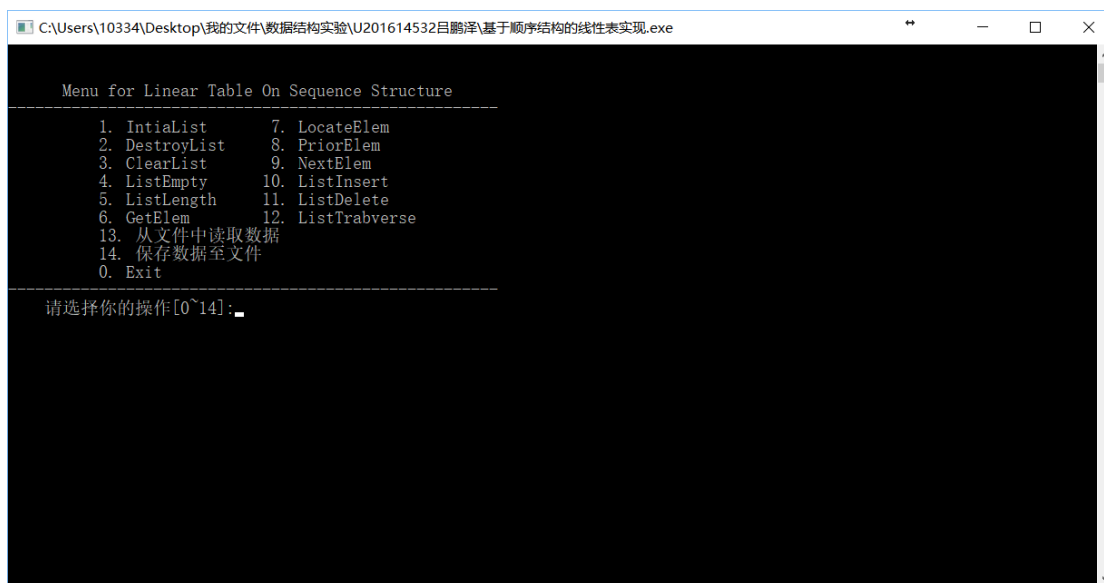 C:\Users\10334\Desktop\我的文件\数据结构实验\U201614532吕鹏泽\基于顺序结构的线性表实现.exe
Menu for Linear Table On Sequence Structure
-------------------------------------------------------
1. IntiaList 7. LocateElem
2. DestroyList 8. PriorElem
3. ClearList 9. NextElem
4. ListEmpty 10. ListInsert
5. ListLength 11. ListDelete
6. GetElem 12. ListTrabverse
13. 从文件中读取数据
14. 保存数据至文件
0. Exit
-------------------------------------------------------
请选择你的操作[0~14]: